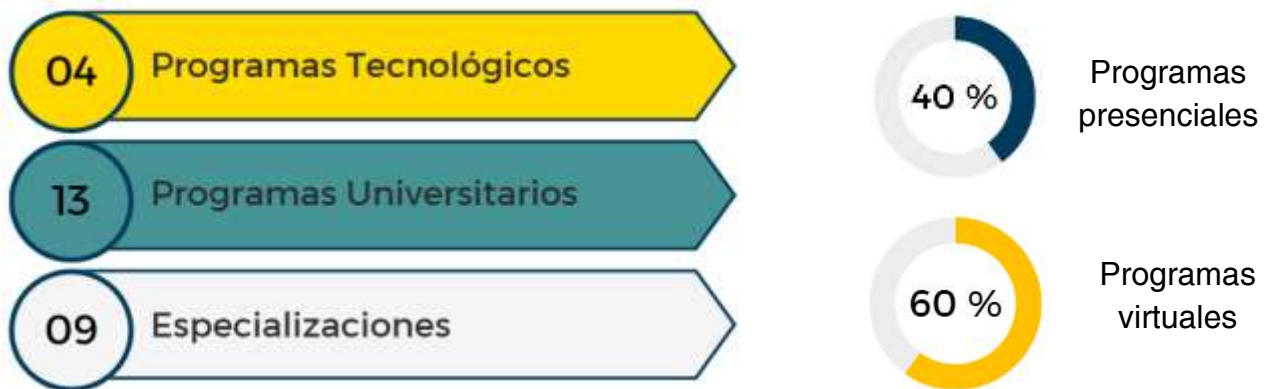 04 Programas Tecnológicos
13 Programas Universitarios
09 Especializaciones
40 %
Programas
presenciales
60 %
Programas
virtuales